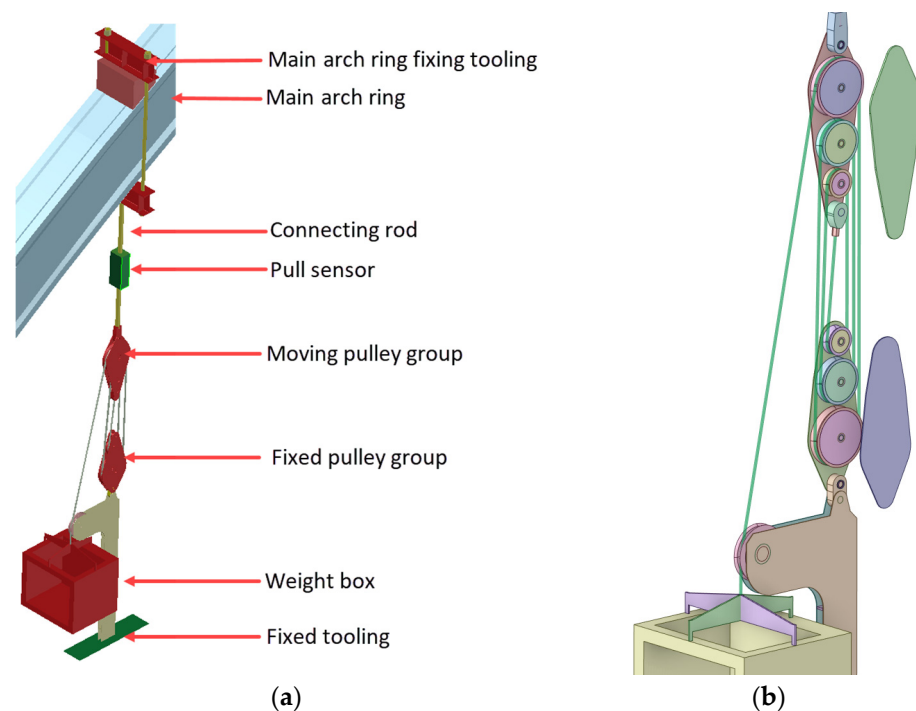 Main arch ring fixing tooling
Main arch ring
Connecting rod
Pull sensor
Moving pulley group
Fixed pulley group
Weight box
Fixed tooling
(a)
(b)